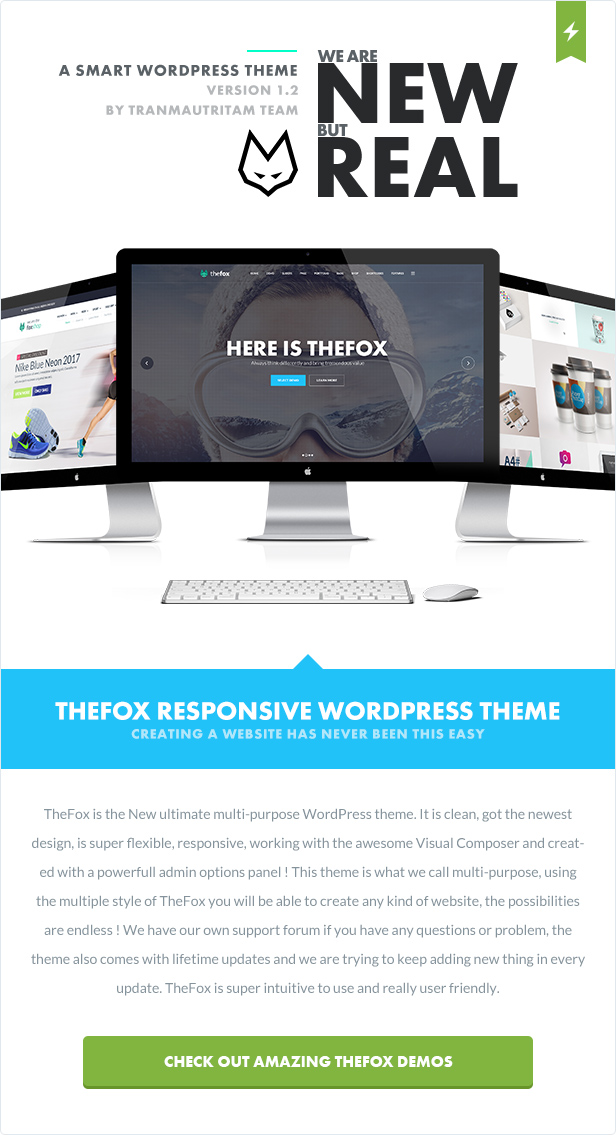 WE ARE
A SMART WORDPRESS THEME
NEW
VERSION 1.2
BY TRANMAUTRITAM TEAM
BUT
REAL
thefox
HOME
PORTFOLIO
HERE IS THEFOX
Always think differently and bring tremendous value
SELECT DEMO
LEARN MORE
Nike Blue Neon 2017
A4#
THEFOX RESPONSIVE WORDPRESS THEME
CREATING A WEBSITE HAS NEVER BEEN THIS EASY
TheFox is the New ultimate multi-purpose WordPress theme. It is clean, got the newest
design, is super flexible, responsive, working with the awesome Visual Composer and creat-
ed with a powerfull admin options panel ! This theme is what we call multi-purpose, using
the multiple style of TheFox you will be able to create any kind of website, the possibilities
are endless ! We have our own support forum if you have any questions or problem, the
theme also comes with lifetime updates and we are trying to keep adding new thing in every
update. TheFox is super intuitive to use and really user friendly.
CHECK OUT AMAZING THEFOX DEMOS